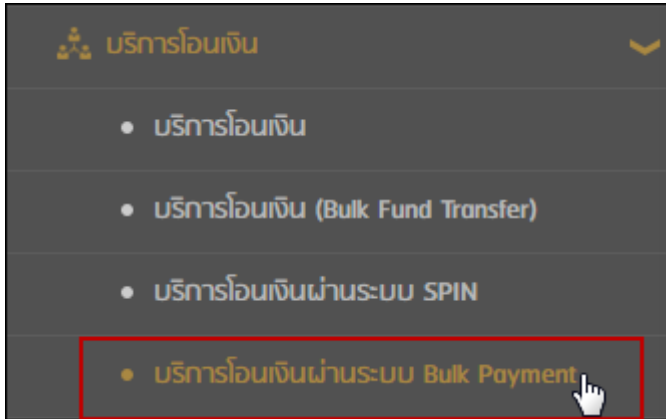 บริการโอนเงิน
บริการโอนเงิน
บริการโอนเงิน (Bulk Fund Transfer)
บริการโอนเงินผ่านระบบ SPIN
บริการโอนเงินผ่านระบบ Bulk Payment